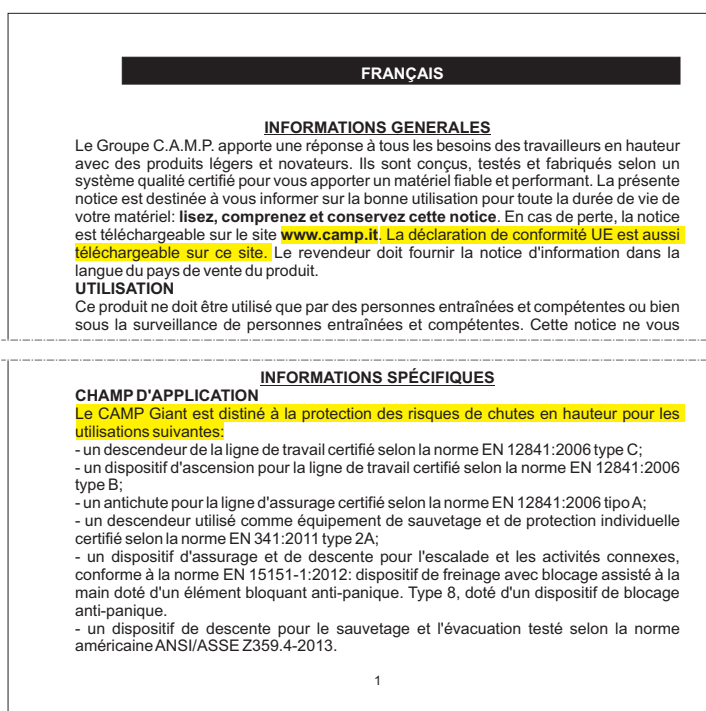 FRANÇAIS
INFORMATIONS GENERALES
Le Groupe C.A.M.P. apporte une réponse à tous les besoins des travailleurs en hauteur
avec des produits légers et novateurs. Ils sont conçus, testés et fabriqués selon un
système qualité certifié pour vous apporter un matériel fiable et performant. La présente
notice est destinée à vous informer sur la bonne utilisation pour toute la durée de vie de
votre matériel: lisez, comprenez et conservez cette notice. En cas de perte, la notice
est téléchargeable sur le site www.camp.it. La déclaration de conformité UE est aussi
téléchargeable sur ce site. Le revendeur doit fournir la notice d'information dans la
langue du pays de vente du produit.
UTILISATION
Ce produit ne doit être utilisé que par des personnes entraînées et compétentes ou bien
sous la surveillance de personnes entraînées et compétentes. Cette notice ne vous
INFORMATIONS SPÉCIFIQUES
CHAMP D'APPLICATION
Le CAMP Giant est distiné à la protection des risques de chutes en hauteur pour les
utilisations suivantes:
- un descendeur de la ligne de travail certifié selon la norme EN 12841:2006 type C;
- un dispositif d'ascension pour la ligne de travail certifié selon la norme EN 12841:2006
type B;
- un antichute pour la ligne d'assurage certifié selon la norme EN 12841:2006 tipo A;
- un descendeur utilisé comme équipement de sauvetage et de protection individuelle
certifié selon la norme EN 341:2011 type 2A;
- un dispositif d'assurage et de descente pour l'escalade et les activités connexes,
conforme à la norme EN 15151-1:2012: dispositif de freinage avec blocage assisté à la
main doté d'un élément bloquant anti-panique. Type 8, doté d'un dispositif de blocage
anti-panique.
- un dispositif de descente pour le sauvetage et l'évacuation testé selon la norme
américaine ANSI/ASSE Z359.4-2013.
1